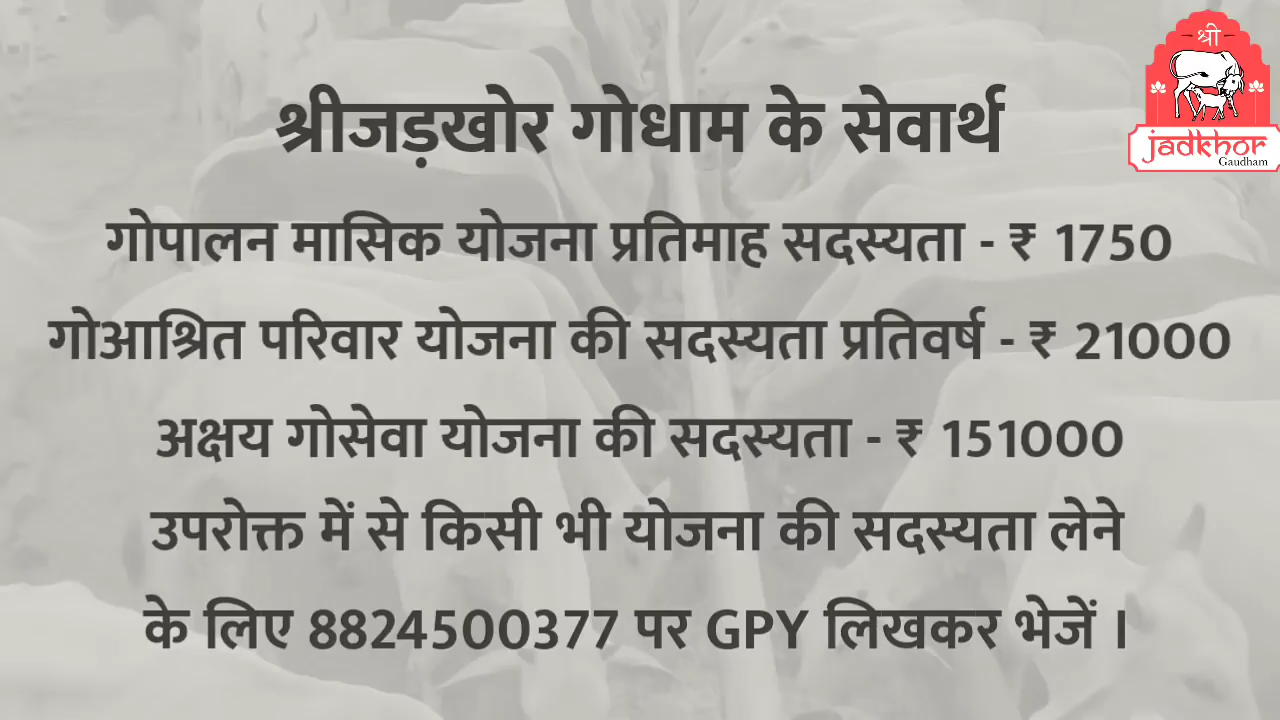 श्रीजड़खोर गोधाम के सेवार्थ
श्री
jadkhor
Gaudham
गोपालन मासिक योजना प्रतिमाह सदस्यता - ₹ 1750
गोआश्रित परिवार योजना की सदस्यता प्रतिवर्ष - ₹ 21000
अक्षय गोसेवा योजना की सदस्यता - ₹ 151000
उपरोक्त में से किसी भी योजना की सदस्यता लेने
के लिए 8824500377 पर GPY लिखकर भेजें ।